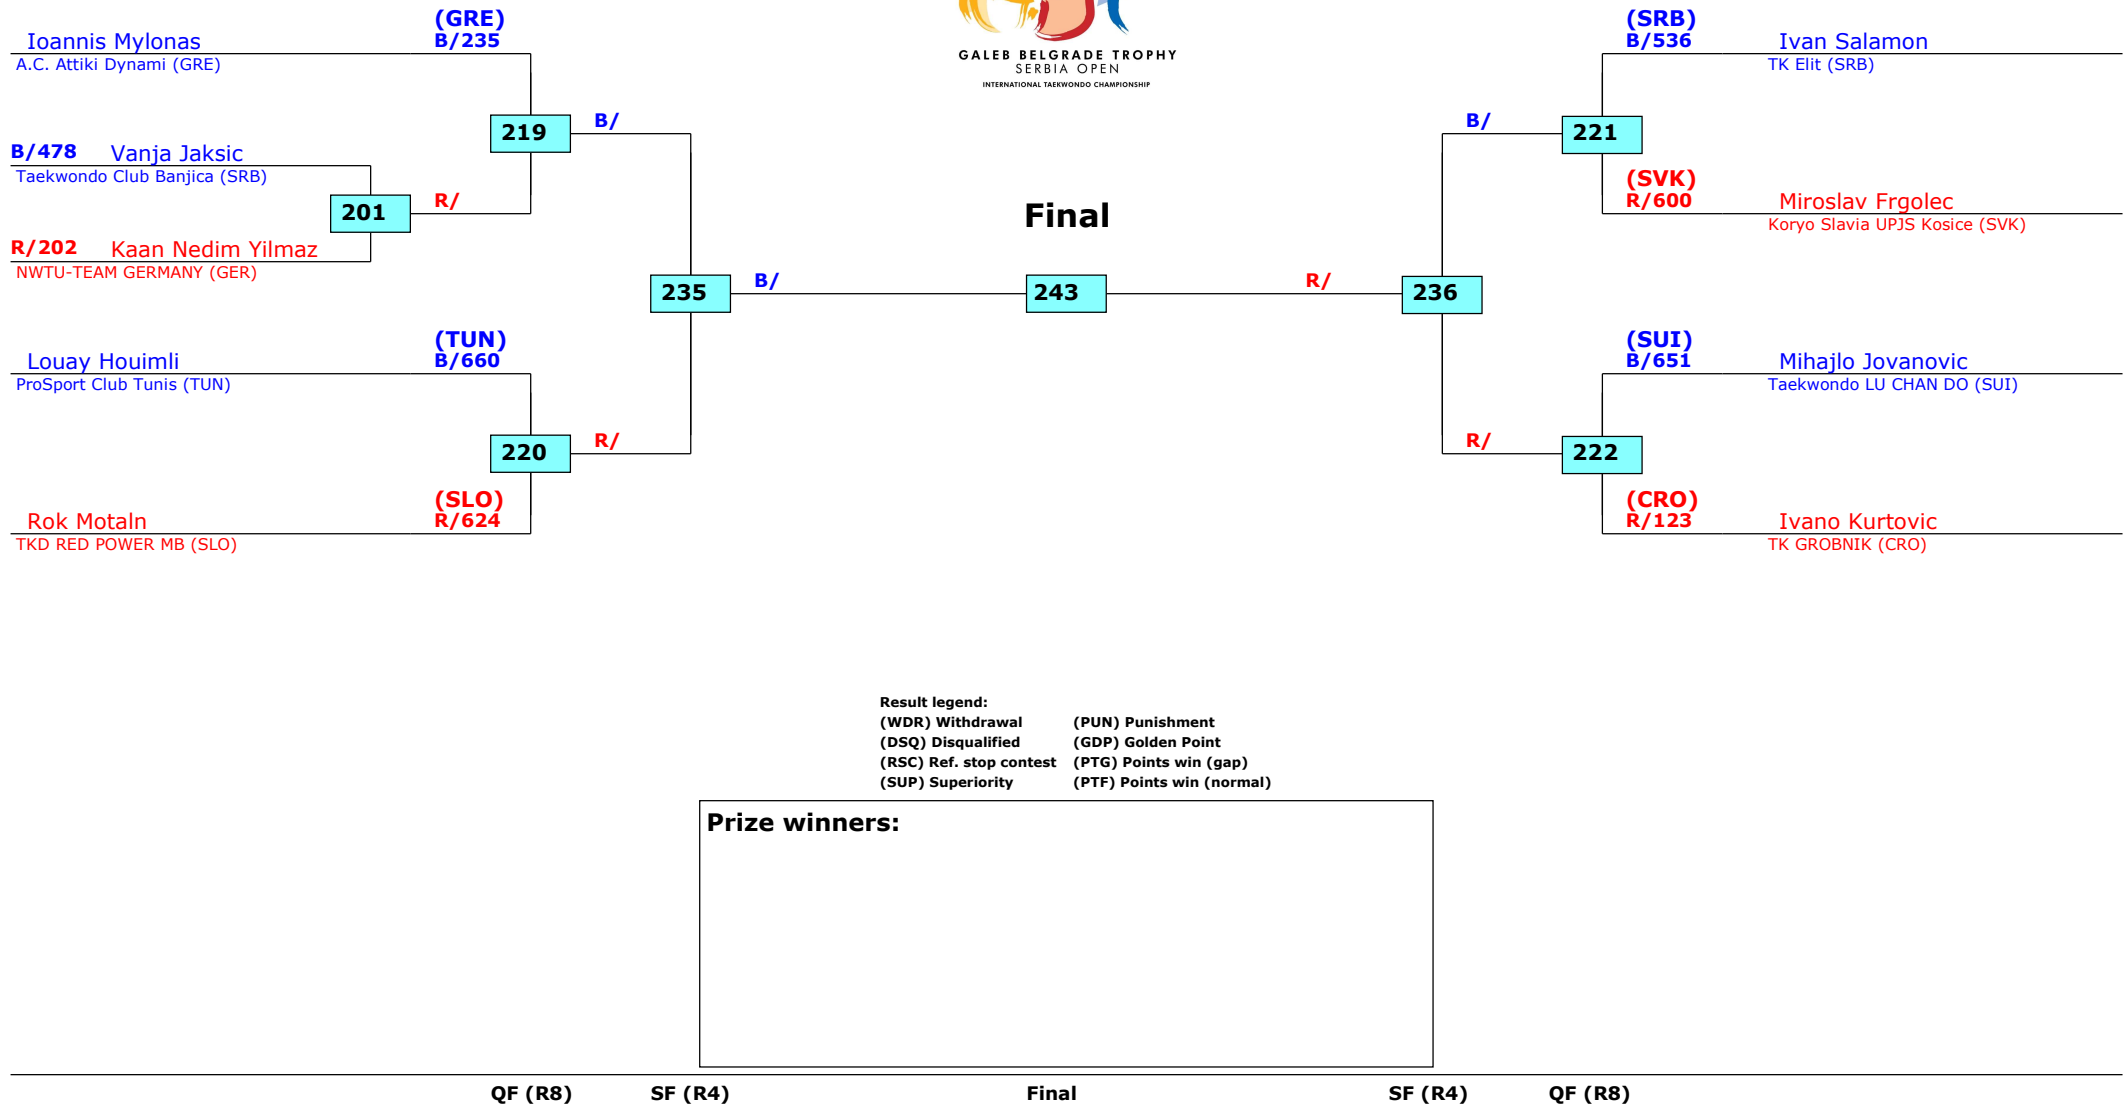 GALEB BELGRADE TROPHY
SERBIA OPEN
INTERNATIONAL TAEKWONDO CHAMPIONSHIP
(GRE)
Ioannis Mylonas B/235
A.C. Attiki Dynami (GRE)
219
B/
B/478 Vanja Jaksic
Taekwondo Club Banjica (SRB)
201
R/
R/202 Kaan Nedim Yilmaz
NWTU-TEAM GERMANY (GER)
235
B/
(TUN)
Louay Houimli B/660
ProSport Club Tunis (TUN)
220
R/
(SLO)
Rok Motaln R/624
TKD RED POWER MB (SLO)
Final
243
(SRB)
B/536 Ivan Salamon
TK Elit (SRB)
B/
221
(SVK)
R/600 Miroslav Frgolec
Koryo Slavia UPJS Kosice (SVK)
R/
236
(SUI)
B/651 Mihajlo Jovanovic
Taekwondo LU CHAN DO (SUI)
R/
222
(CRO)
R/123 Ivano Kurtovic
TK GROBNIK (CRO)
Result legend:
(WDR) Withdrawal (PUN) Punishment
(DSQ) Disqualified (GDP) Golden Point
(RSC) Ref. stop contest (PTG) Points win (gap)
(SUP) Superiority (PTF) Points win (normal)
Prize winners:
QF (R8) SF (R4) Final SF (R4) QF (R8)